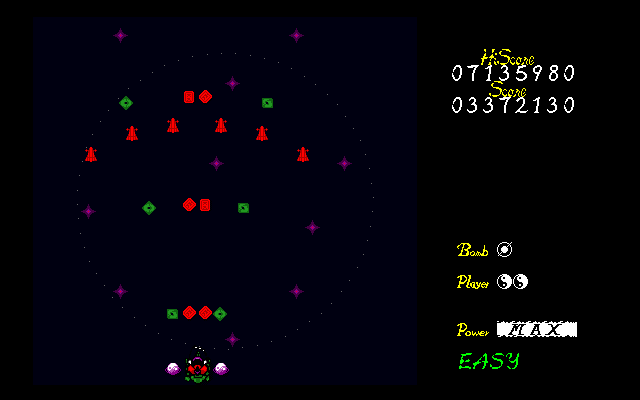 HiScore
07135980
Score
03372130
Bomb
Player
Power MAX
EASY